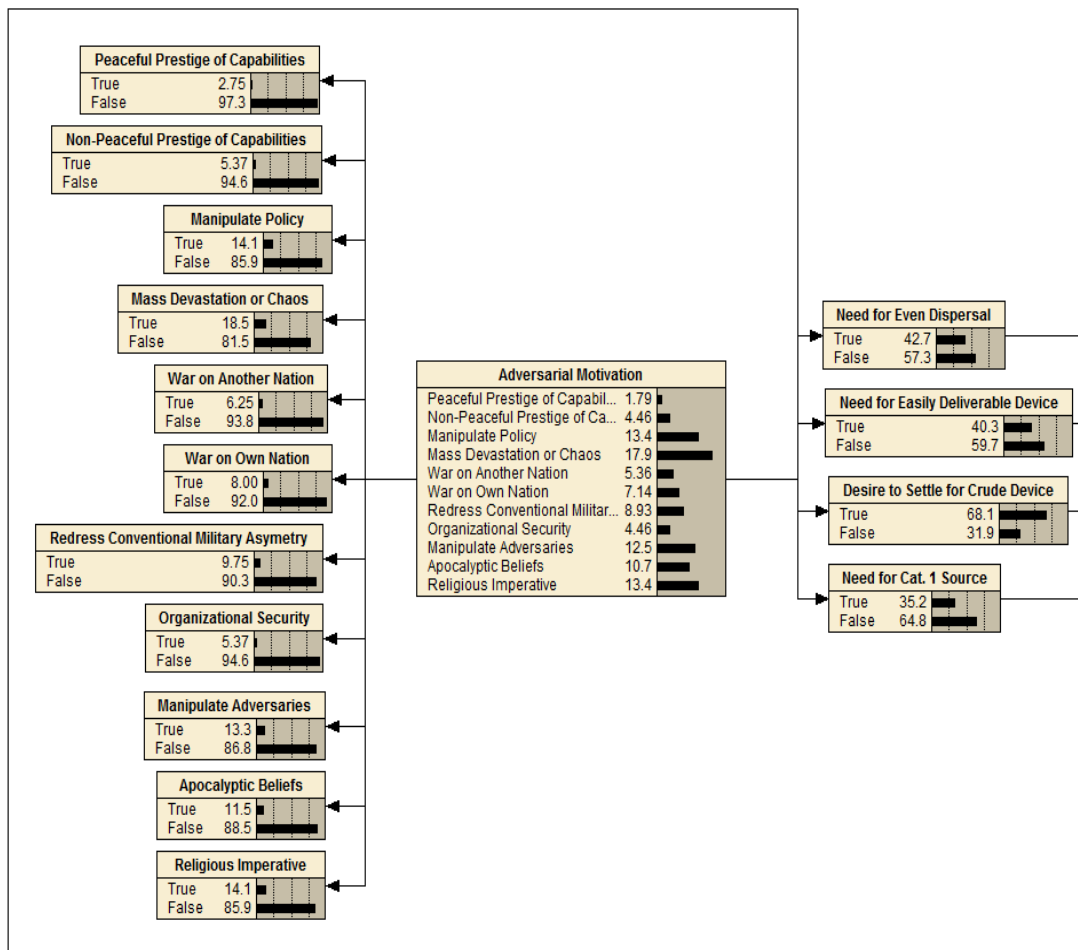 Peaceful Prestige of Capabilities
True 2.75
False 97.3
Non-Peaceful Prestige of Capabilities
True 5.37
False 94.6
Manipulate Policy
True 14.1
False 85.9
Mass Devastation or Chaos
True 18.5
False 81.5
War on Another Nation
True 6.25
False 93.8
War on Own Nation
True 8.00
False 92.0
Redress Conventional Military Asymetry
True 9.75
False 90.3
Organizational Security
True 5.37
False 94.6
Manipulate Adversaries
True 13.3
False 86.8
Apocalyptic Beliefs
True 11.5
False 88.5
Religious Imperative
True 14.1
False 85.9
Adversarial Motivation
Peaceful Prestige of Capabil... 1.79
Non-Peaceful Prestige of Ca... 4.46
Manipulate Policy 13.4
Mass Devastation or Chaos 17.9
War on Another Nation 5.36
War on Own Nation 7.14
Redress Conventional Militar... 8.93
Organizational Security 4.46
Manipulate Adversaries 12.5
Apocalyptic Beliefs 10.7
Religious Imperative 13.4
Need for Even Dispersal
True 42.7
False 57.3
Need for Easily Deliverable Device
True 40.3
False 59.7
Desire to Settle for Crude Device
True 68.1
False 31.9
Need for Cat. 1 Source
True 35.2
False 64.8